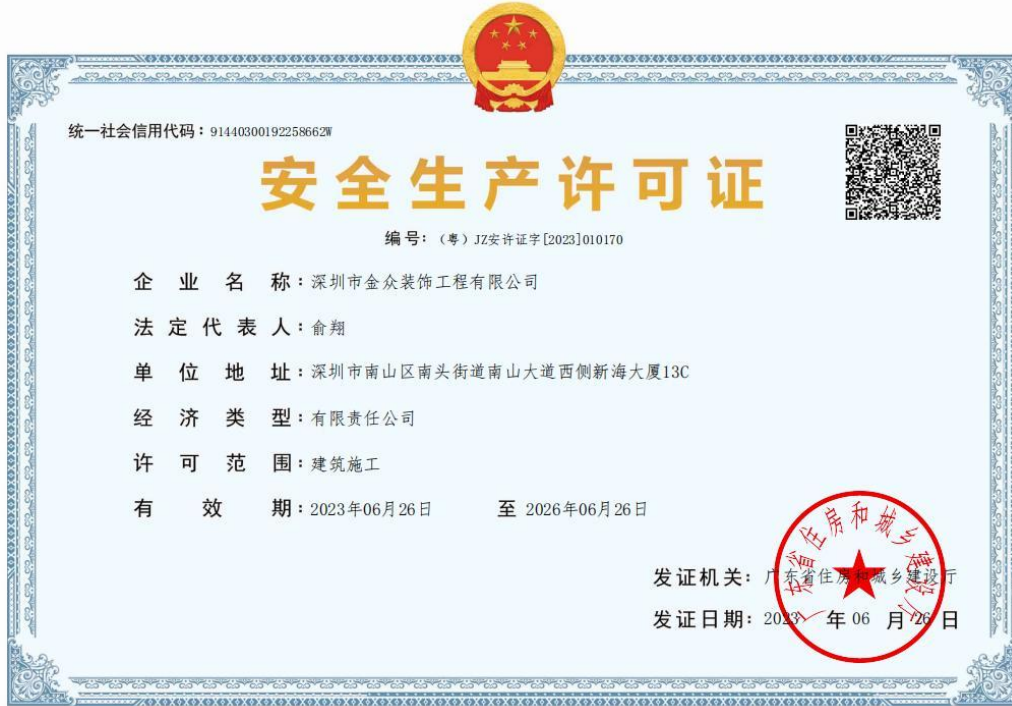 统一社会信用代码：91440300192258662W
安全生产许可证
编号：（粤）JZ安许证字[2023]010170
企业名称：深圳市金众装饰工程有限公司
法定代表人：俞翔
单位地址：深圳市南山区南头街道南山大道西侧新海大厦13C
经济类型：有限责任公司
许可范围：建筑施工
有效期：2023年06月26日 至 2026年06月26日
广东省住房和城乡建设厅
发证机关：广东省住房和城乡建设厅
发证日期：2023 年 06 月 26 日